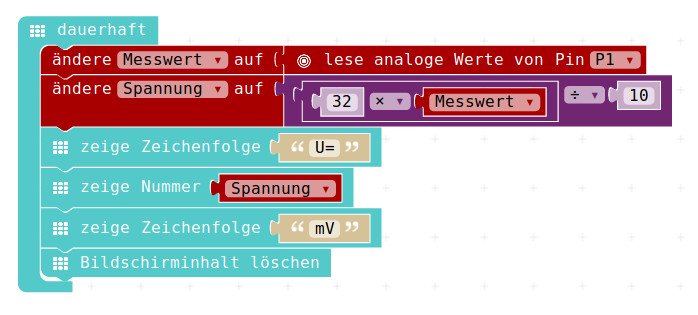 dauerhaft
ändere Messwert auf lese analoge Werte von Pin P1
ändere Spannung auf 32 × Messwert ÷ 10
zeige Zeichenfolge “ U= ”
zeige Nummer Spannung
zeige Zeichenfolge “ mV ”
Bildschirminhalt löschen